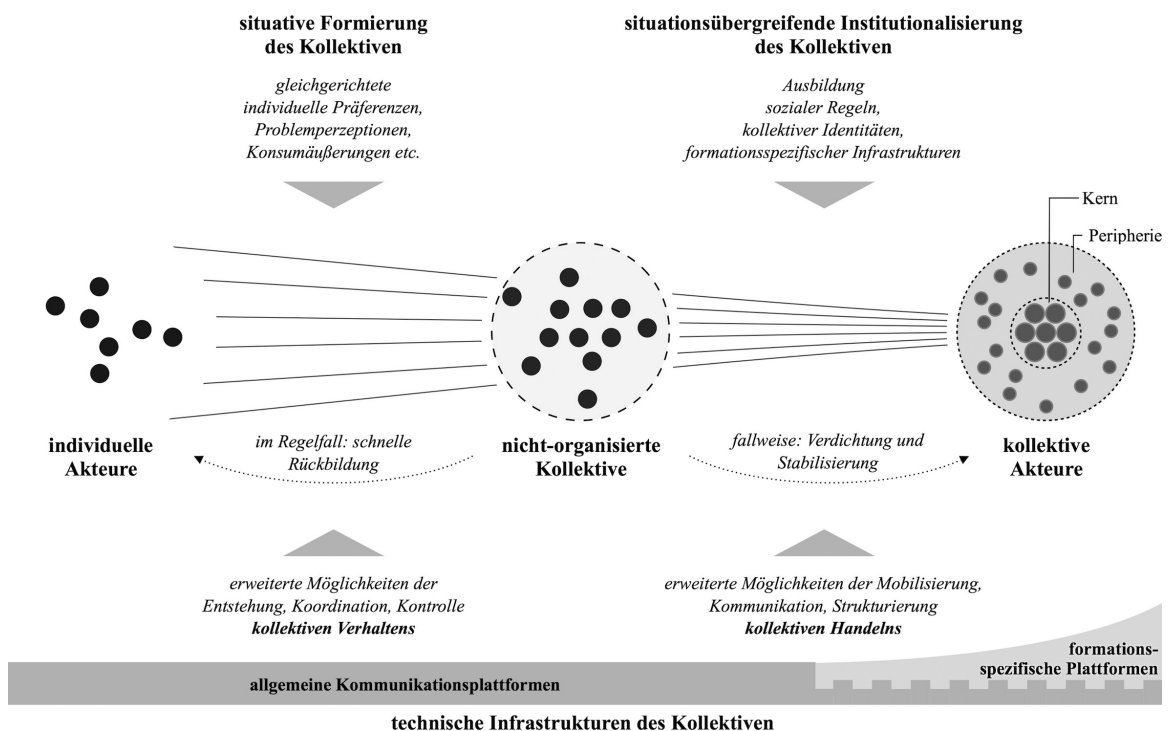 situative Formierung
des Kollektiven
gleichgerichtete
individuelle Präferenzen,
Problemperzeptionen,
Konsumäußerungen etc.
situationsübergreifende Institutionalisierung
des Kollektiven
Ausbildung
sozialer Regeln,
kollektiver Identitäten,
formationsspezifischer Infrastrukturen
Kern
Peripherie
individuelle
Akteure
im Regelfall: schnelle
Rückbildung
nicht-organisierte
Kollektive
fallweise: Verdichtung und
Stabilisierung
kollektive
Akteure
erweiterte Möglichkeiten der
Entstehung, Koordination, Kontrolle
kollektiven Verhaltens
erweiterte Möglichkeiten der Mobilisierung,
Kommunikation, Strukturierung
kollektiven Handelns
formations-
spezifische Plattformen
allgemeine Kommunikationsplattformen
technische Infrastrukturen des Kollektiven